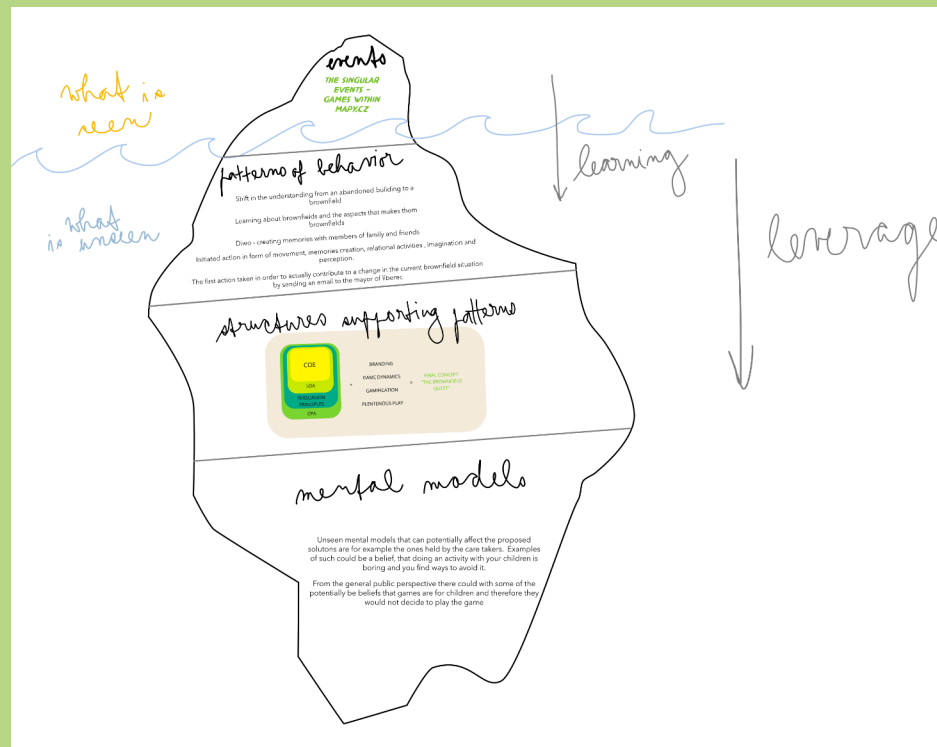 events
THE SINGULAR
EVENTS -
GAMES WITHIN
MAPY.CZ
what is
seen
learning
leverage
what
is unseen
patterns of behavior
Shift in the understanding from an abandoned building to a
brownfield
Learning about brownfields and the aspects that makes them
brownfields
Diwo - creating memories with members of family and friends
Initiated action in form of movement, memories creation, relational activities , imagination and
perception.
The first action taken in order to actually contribute to a change in the current brownfield situation
by sending an email to the mayor of liberec
structures supporting patterns
COE
UOA
PERSUASION
PRINCIPLES
CPA
+
BRANDING
GAME DYNAMICS
GAMIFICATION
PLENTENOUS PLAY
=
FINAL CONCEPT
"THE BROWNFIELD
QUEST"
mental models
Unseen mental models that can potentially affect the proposed
solutons are for example the ones held by the care takers. Examples
of such could be a belief, that doing an activity with your children is
boring and you find ways to avoid it.
From the general public perspective there could with some of the
potentially be beliefs that games are for children and therefore they
would not decide to play the game